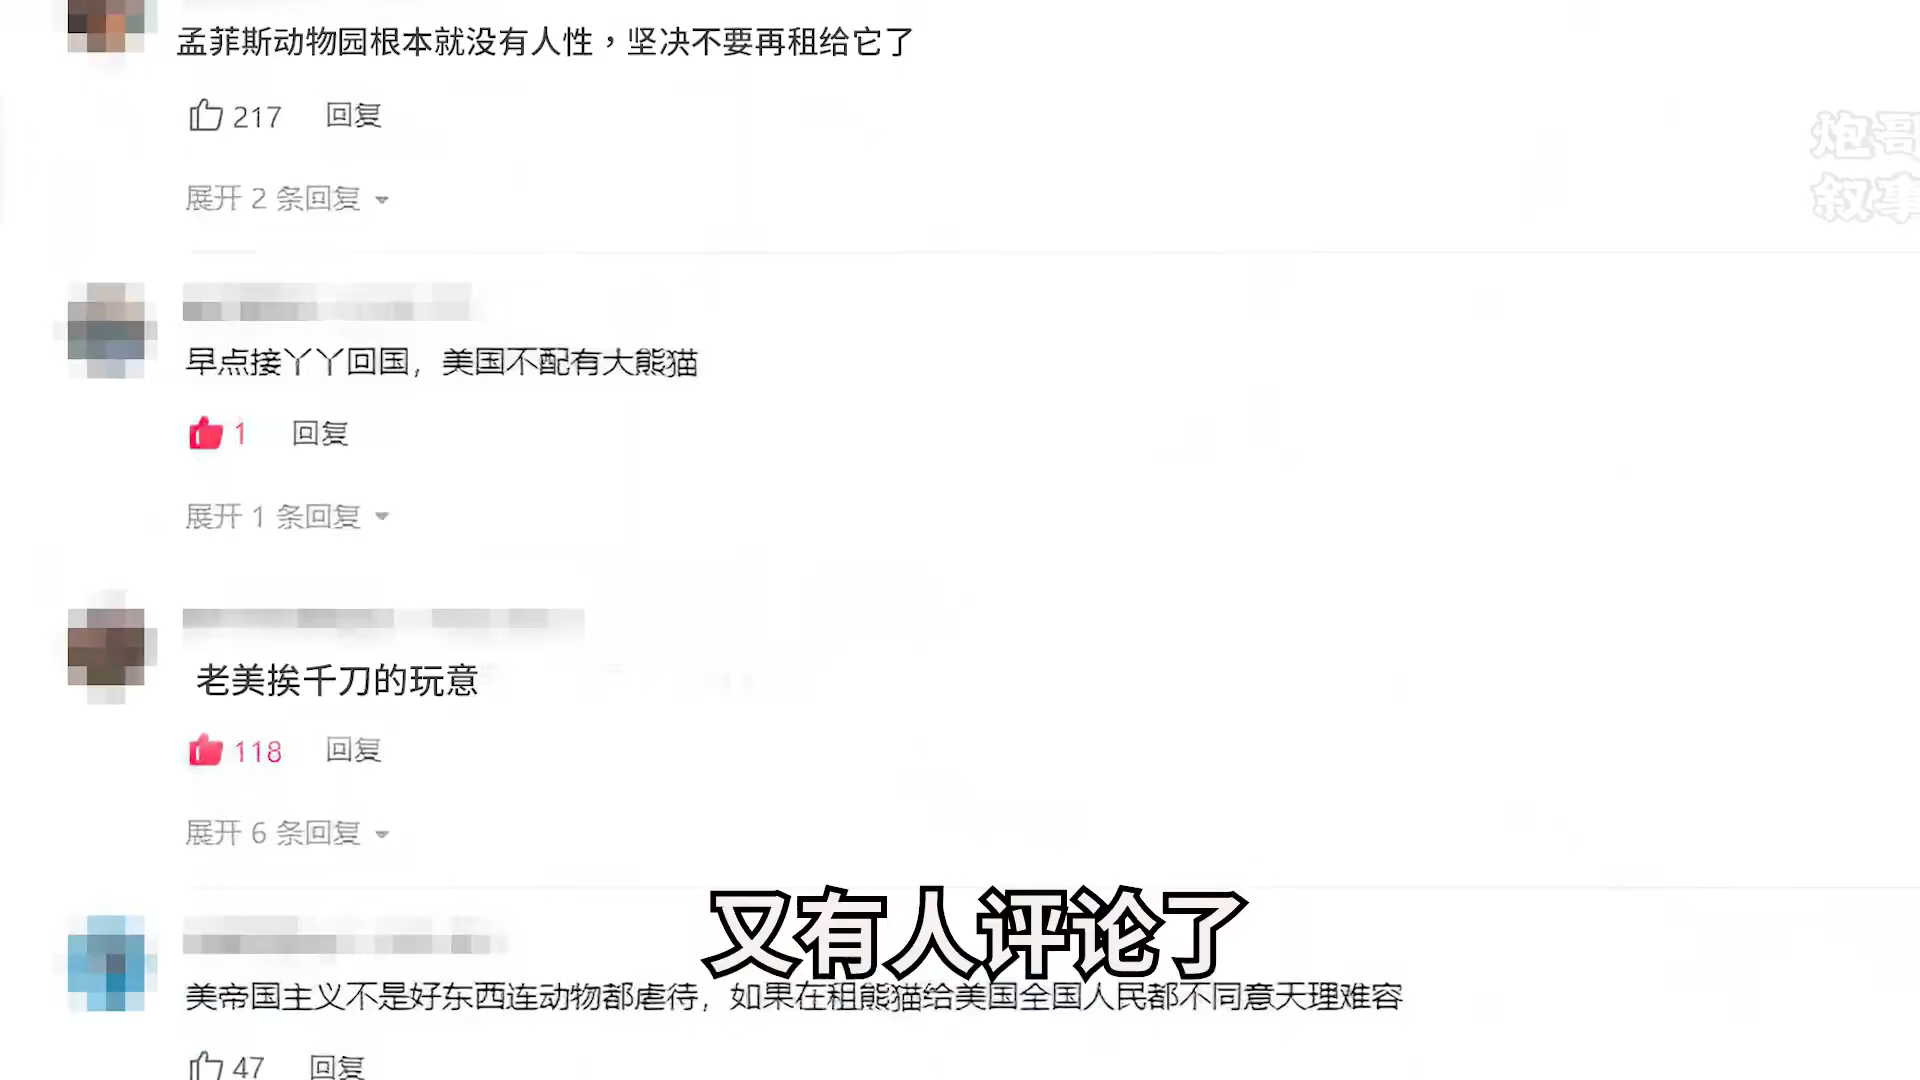 孟菲斯动物园根本就没有人性，坚决不要再租给它了
217 回复
展开 2 条回复
炮哥
叙事
早点接丫丫回国，美国不配有大熊猫
1 回复
展开 1 条回复
老美挨千刀的玩意
118 回复
展开 6 条回复
又有人评论了
美帝国主义不是好东西连动物都虐待，如果在租熊猫给美国全国人民都不同意天理难容
47 回复